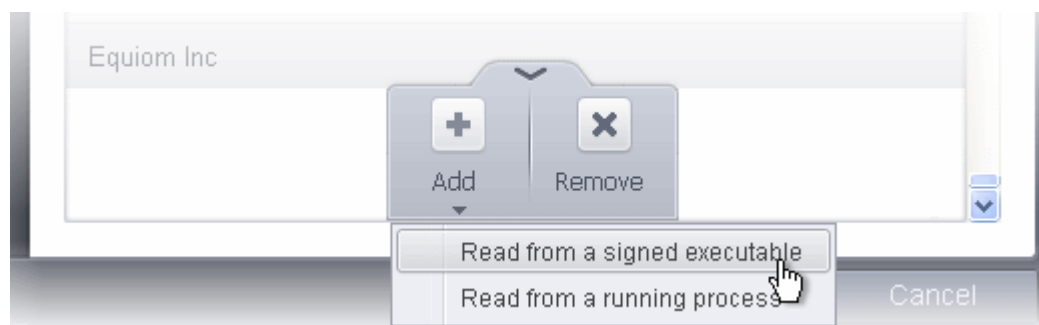 Equiom Inc
Add Remove
Read from a signed executable
Read from a running process
Cancel